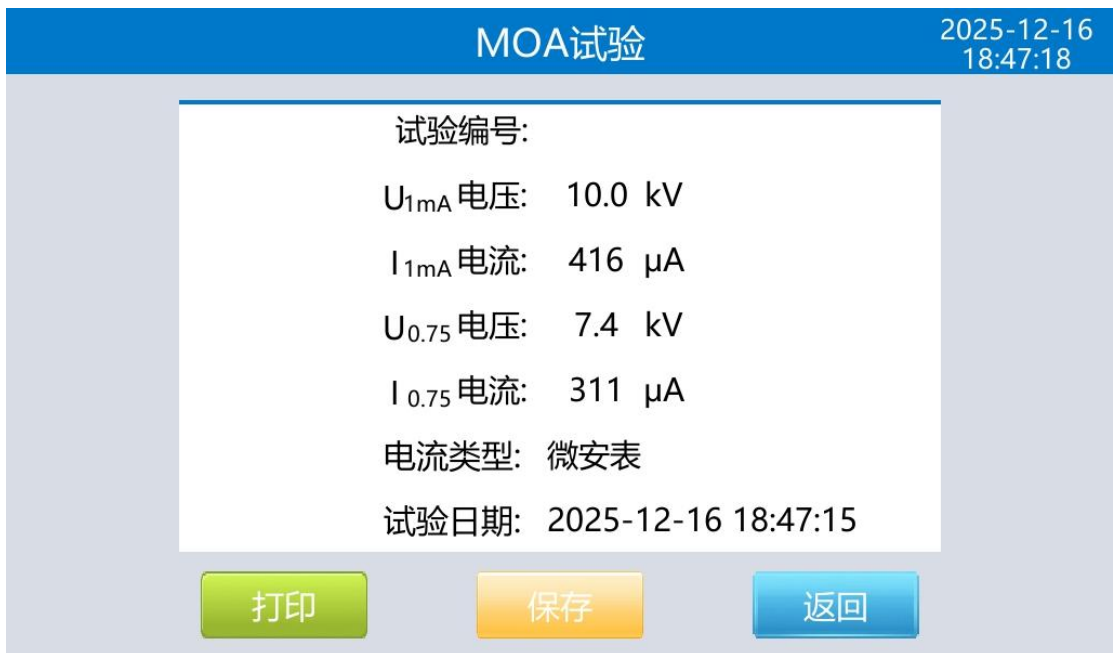 MOA试验
2025-12-16
18:47:18
试验编号:
U1mA电压: 10.0 kV
I1mA电流: 416 μA
U0.75电压: 7.4 kV
I0.75电流: 311 μA
电流类型: 微安表
试验日期: 2025-12-16 18:47:15
打印 保存 返回